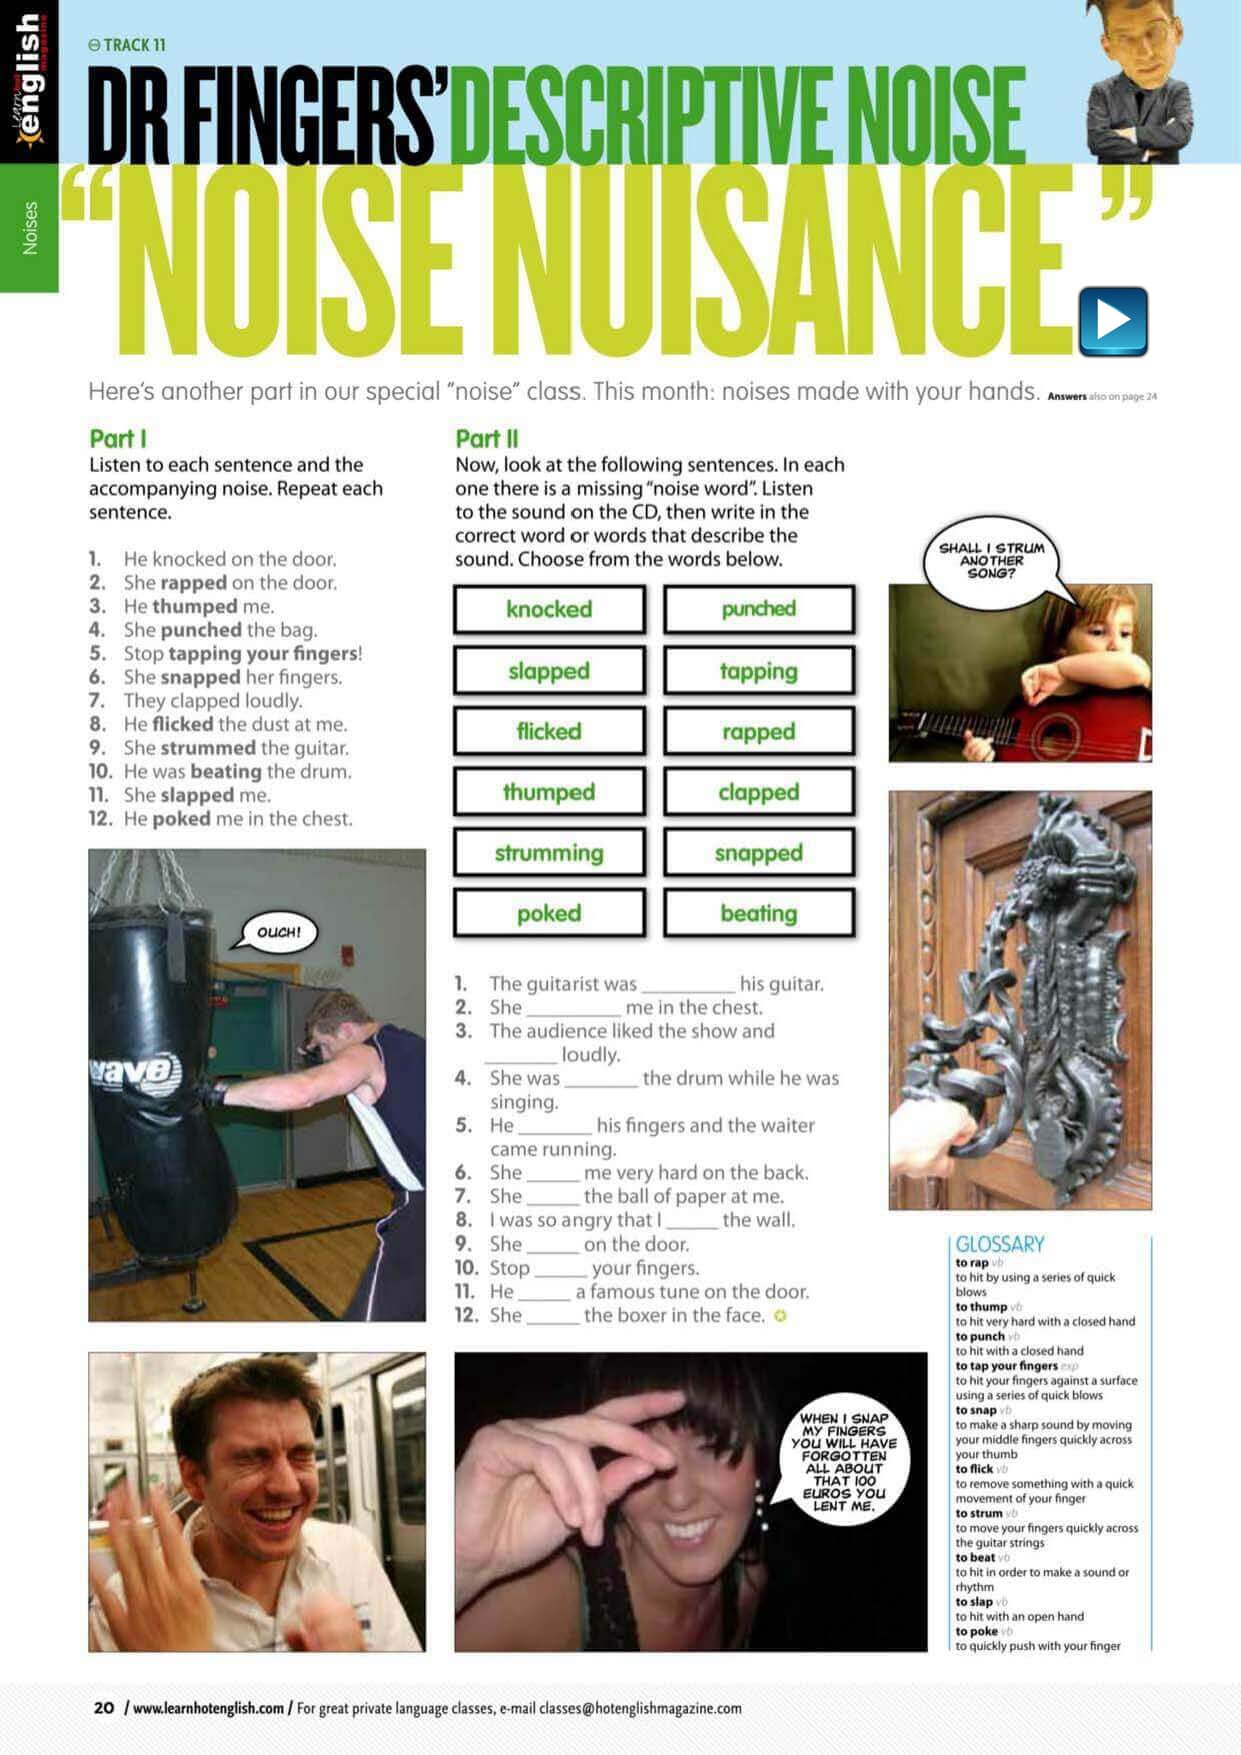 Learn hot
english
magazine
Noises
TRACK 11
DR FINGERS' DESCRIPTIVE NOISE
“NOISE NUISANCE”
Here's another part in our special "noise" class. This month: noises made with your hands. Answers also on page 24
Part I
Listen to each sentence and the
accompanying noise. Repeat each
sentence.
1. He knocked on the door.
2. She rapped on the door.
3. He thumped me.
4. She punched the bag.
5. Stop tapping your fingers!
6. She snapped her fingers.
7. They clapped loudly.
8. He flicked the dust at me.
9. She strummed the guitar.
10. He was beating the drum.
11. She slapped me.
12. He poked me in the chest.
OUCH!
wave
Part II
Now, look at the following sentences. In each
one there is a missing "noise word". Listen
to the sound on the CD, then write in the
correct word or words that describe the
sound. Choose from the words below.
knocked punched
slapped tapping
flicked rapped
thumped clapped
strumming snapped
poked beating
1. The guitarist was _________ his guitar.
2. She _________ me in the chest.
3. The audience liked the show and
_______ loudly.
4. She was _______ the drum while he was
singing.
5. He _______ his fingers and the waiter
came running.
6. She _____ me very hard on the back.
7. She _____ the ball of paper at me.
8. I was so angry that I _____ the wall.
9. She _____ on the door.
10. Stop _____ your fingers.
11. He _____ a famous tune on the door.
12. She _____ the boxer in the face.
SHALL I STRUM
ANOTHER
SONG?
WHEN I SNAP
MY FINGERS
YOU WILL HAVE
FORGOTTEN
ALL ABOUT
THAT 100
EUROS YOU
LENT ME.
GLOSSARY
to rap vb
to hit by using a series of quick
blows
to thump vb
to hit very hard with a closed hand
to punch vb
to hit with a closed hand
to tap your fingers exp
to hit your fingers against a surface
using a series of quick blows
to snap vb
to make a sharp sound by moving
your middle fingers quickly across
your thumb
to flick vb
to remove something with a quick
movement of your finger
to strum vb
to move your fingers quickly across
the guitar strings
to beat vb
to hit in order to make a sound or
rhythm
to slap vb
to hit with an open hand
to poke vb
to quickly push with your finger
20 / www.learnhotenglish.com / For great private language classes, e-mail classes@hotenglishmagazine.com